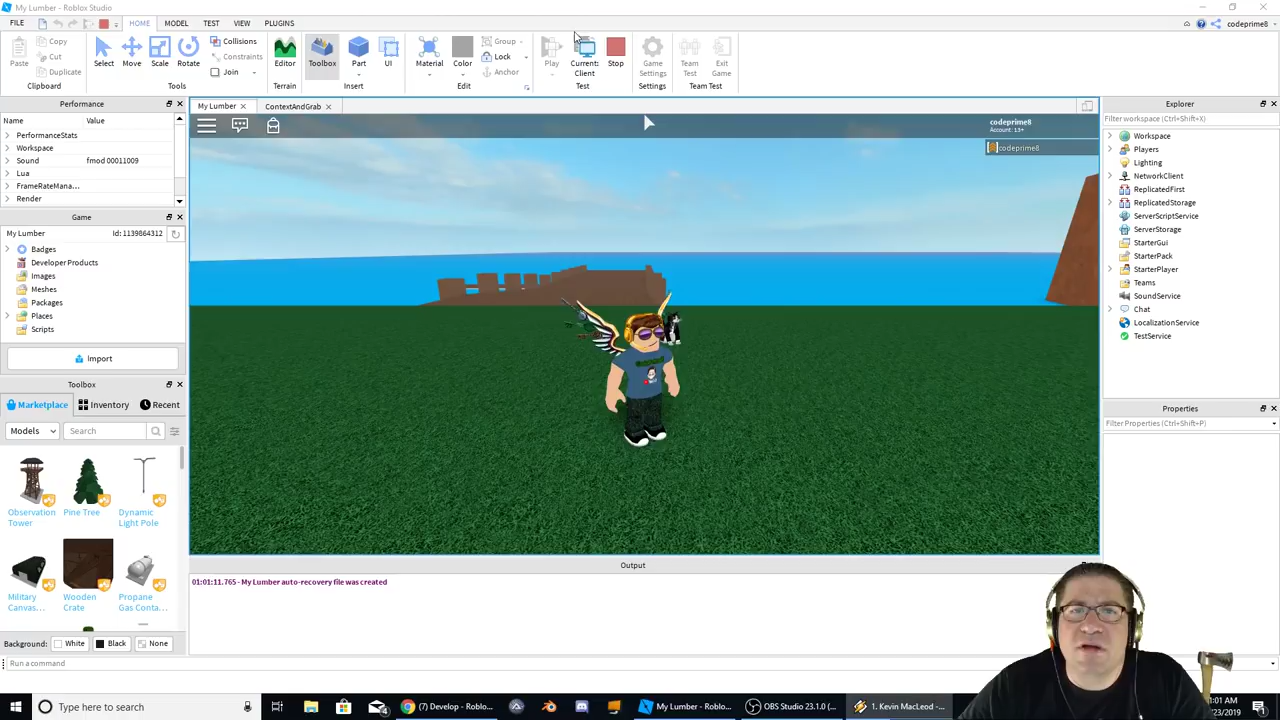 My Lumber - Roblox Studio
FILE HOME MODEL TEST VIEW PLUGINS codeprime8
Paste Copy Cut Duplicate Select Move Scale Rotate Collisions Constraints Join Editor Toolbox Part UI Material Color Group Lock Anchor Play Current: Client Stop Game Settings Team Test Exit Game
Clipboard Tools Terrain Insert Edit Test Settings Team Test
Performance
Name Value
PerformanceStats
Workspace
Sound fmod 00011009
Lua
FrameRateMana...
Render
Game
My Lumber Id: 1139864312
Badges
Developer Products
Images
Meshes
Packages
Places
Scripts
Import
Toolbox
Marketplace Inventory Recent
Models Search
Observation Tower
Pine Tree
Dynamic Light Pole
Military Canvas...
Wooden Crate
Propane Gas Conta...
Background: White Black None
Run a command
My Lumber ContextAndGrab
codeprime8
Account: 13+
codeprime8
Output
01:01:11.765 - My Lumber auto-recovery file was created
Explorer
Filter workspace (Ctrl+Shift+X)
Workspace
Players
Lighting
NetworkClient
ReplicatedFirst
ReplicatedStorage
ServerScriptService
ServerStorage
StarterGui
StarterPack
StarterPlayer
Teams
SoundService
Chat
LocalizationService
TestService
Properties
Filter Properties (Ctrl+Shift+P)
Type here to search
(7) Develop - Roblo...
My Lumber - Roblo...
OBS Studio 23.1.0 (...
1. Kevin MacLeod - ...